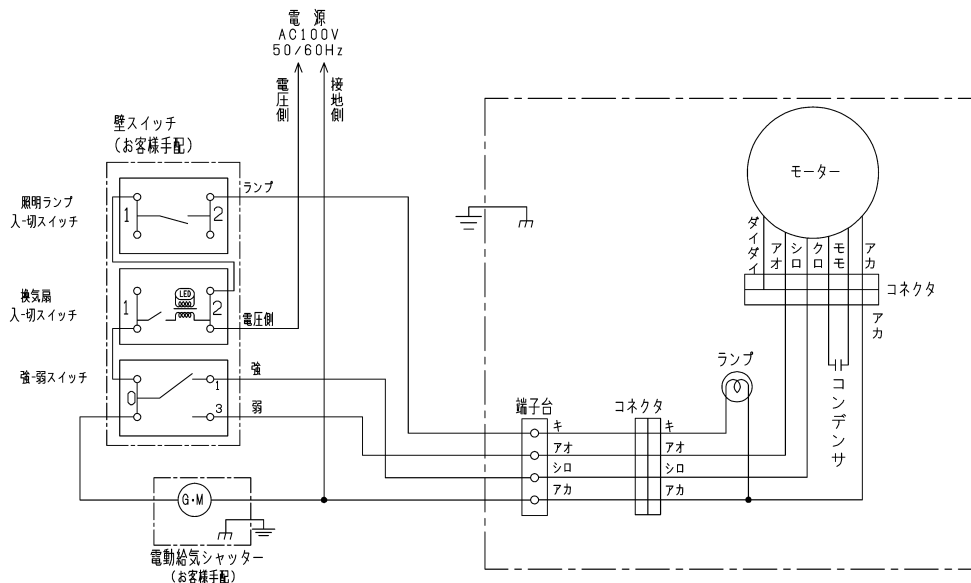 電 源
AC100V
50/60Hz
電圧側
接地側
壁スイッチ
(お客様手配)
照明ランプ
入-切スイッチ
1
2
ランプ
換気扇
入-切スイッチ
1
LED
2
電圧側
強-弱スイッチ
0
1
3
強
弱
G・M
電動給気シャッター
(お客様手配)
モーター
ダイダイ
アオ
シロ
クロ
モモ
アカ
コネクタ
アカ
コンデンサ
ランプ
端子台
コネクタ
キ
キ
アオ
アオ
シロ
シロ
アカ
アカ